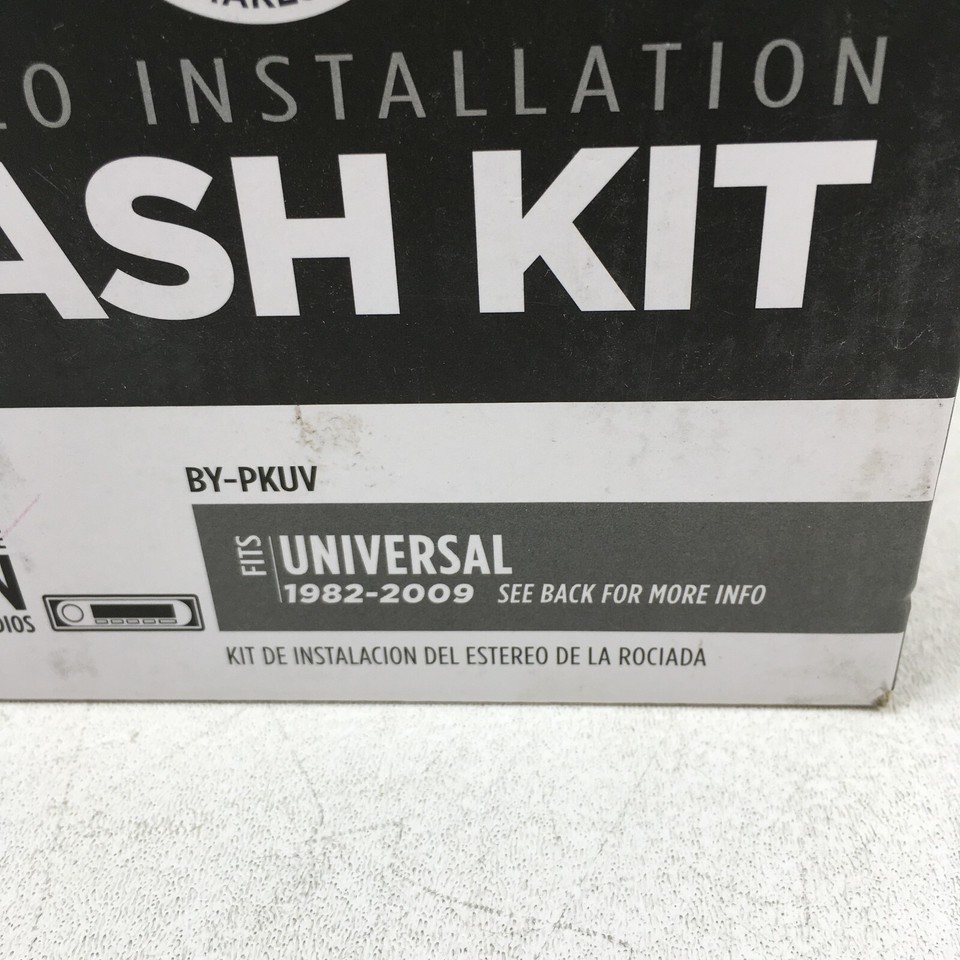 INSTALLATION
ASH KIT
BY-PKUV
FITS
UNIVERSAL
1982-2009 SEE BACK FOR MORE INFO
KIT DE INSTALACION DEL ESTEREO DE LA ROCIADA